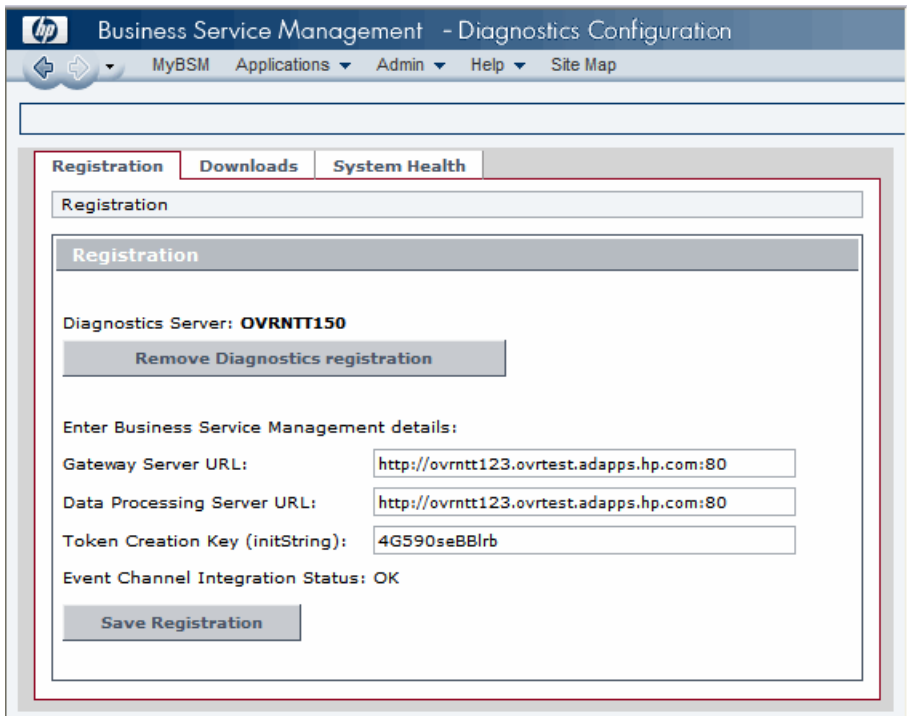 hp Business Service Management - Diagnostics Configuration
MyBSM Applications Admin Help Site Map
Registration Downloads System Health
Registration
Registration
Diagnostics Server: OVRNTT150
Remove Diagnostics registration
Enter Business Service Management details:
Gateway Server URL: http://ovrntt123.ovrtest.adapps.hp.com:80
Data Processing Server URL: http://ovrntt123.ovrtest.adapps.hp.com:80
Token Creation Key (initString): 4G590seBBlrb
Event Channel Integration Status: OK
Save Registration